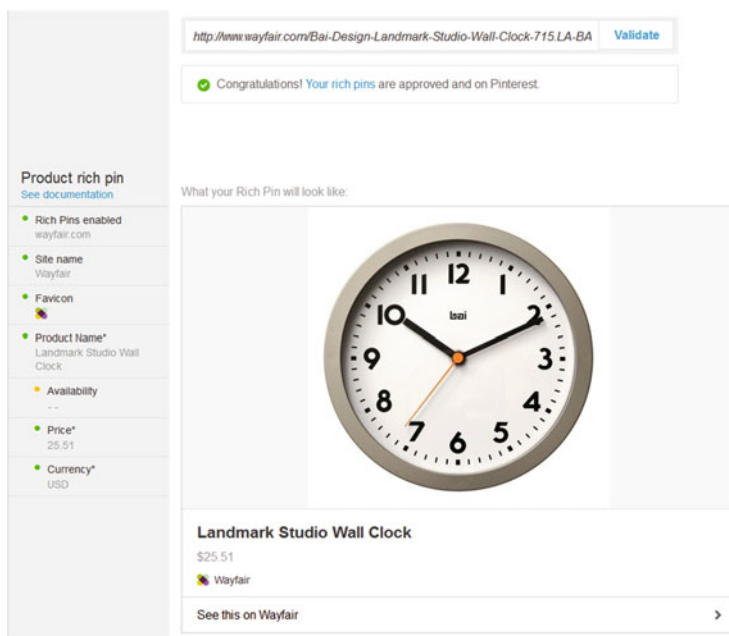 http://www.wayfair.com/Bai-Design-Landmark-Studio-Wall-Clock-715.LA-BA Validate
Congratulations! Your rich pins are approved and on Pinterest.
Product rich pin
See documentation
Rich Pins enabled
wayfair.com
Site name
Wayfair
Favicon
Product Name*
Landmark Studio Wall
Clock
Availability
- -
Price*
25.51
Currency*
USD
What your Rich Pin will look like:
12
11 1
10 bai 2
9 3
8 4
7 6 5
Landmark Studio Wall Clock
$25.51
Wayfair
See this on Wayfair